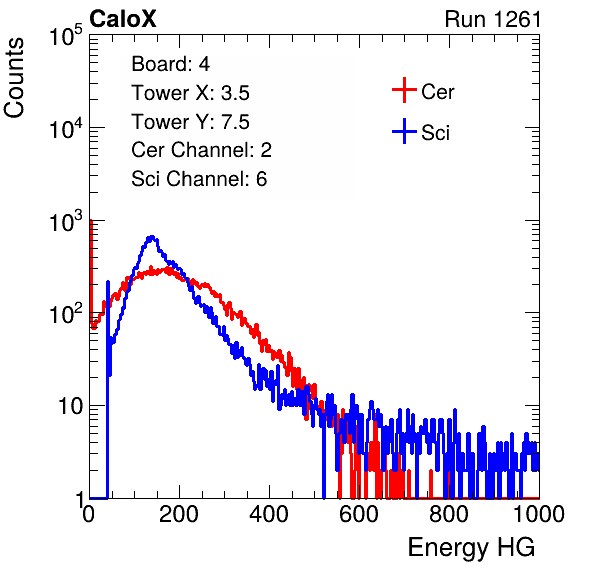 CaloX Run 1261
Counts
10^5
10^4
10^3
10^2
10
1
Board: 4
Tower X: 3.5
Tower Y: 7.5
Cer Channel: 2
Sci Channel: 6
Cer
Sci
0 200 400 600 800 1000
Energy HG